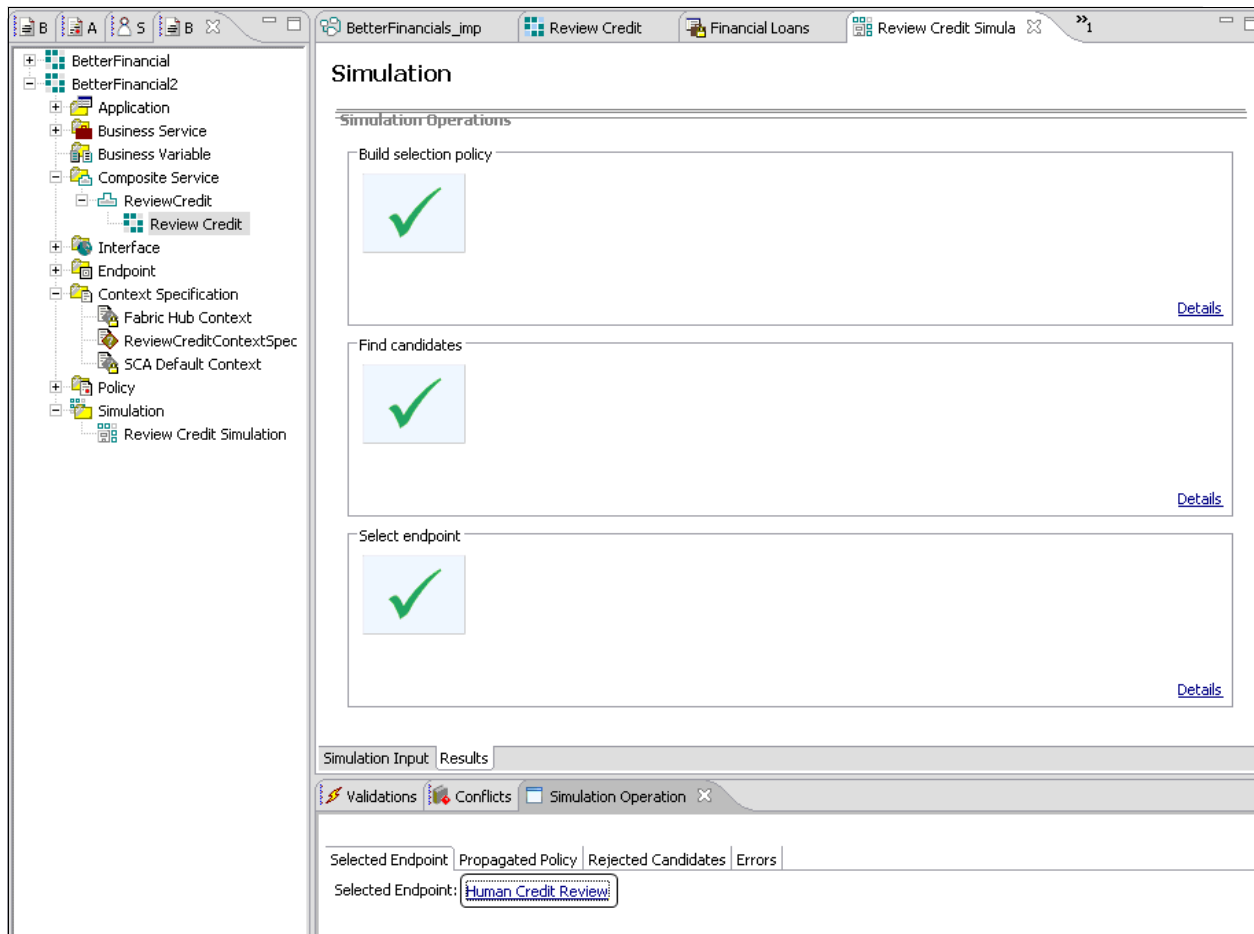 B A S B
BetterFinancial
BetterFinancial2
Application
Business Service
Business Variable
Composite Service
ReviewCredit
Review Credit
Interface
Endpoint
Context Specification
Fabric Hub Context
ReviewCreditContextSpec
SCA Default Context
Policy
Simulation
Review Credit Simulation
BetterFinancials_imp Review Credit Financial Loans Review Credit Simula »1
Simulation
Simulation Operations
Build selection policy
Details
Find candidates
Details
Select endpoint
Details
Simulation Input Results
Validations Conflicts Simulation Operation
Selected Endpoint Propagated Policy Rejected Candidates Errors
Selected Endpoint: Human Credit Review